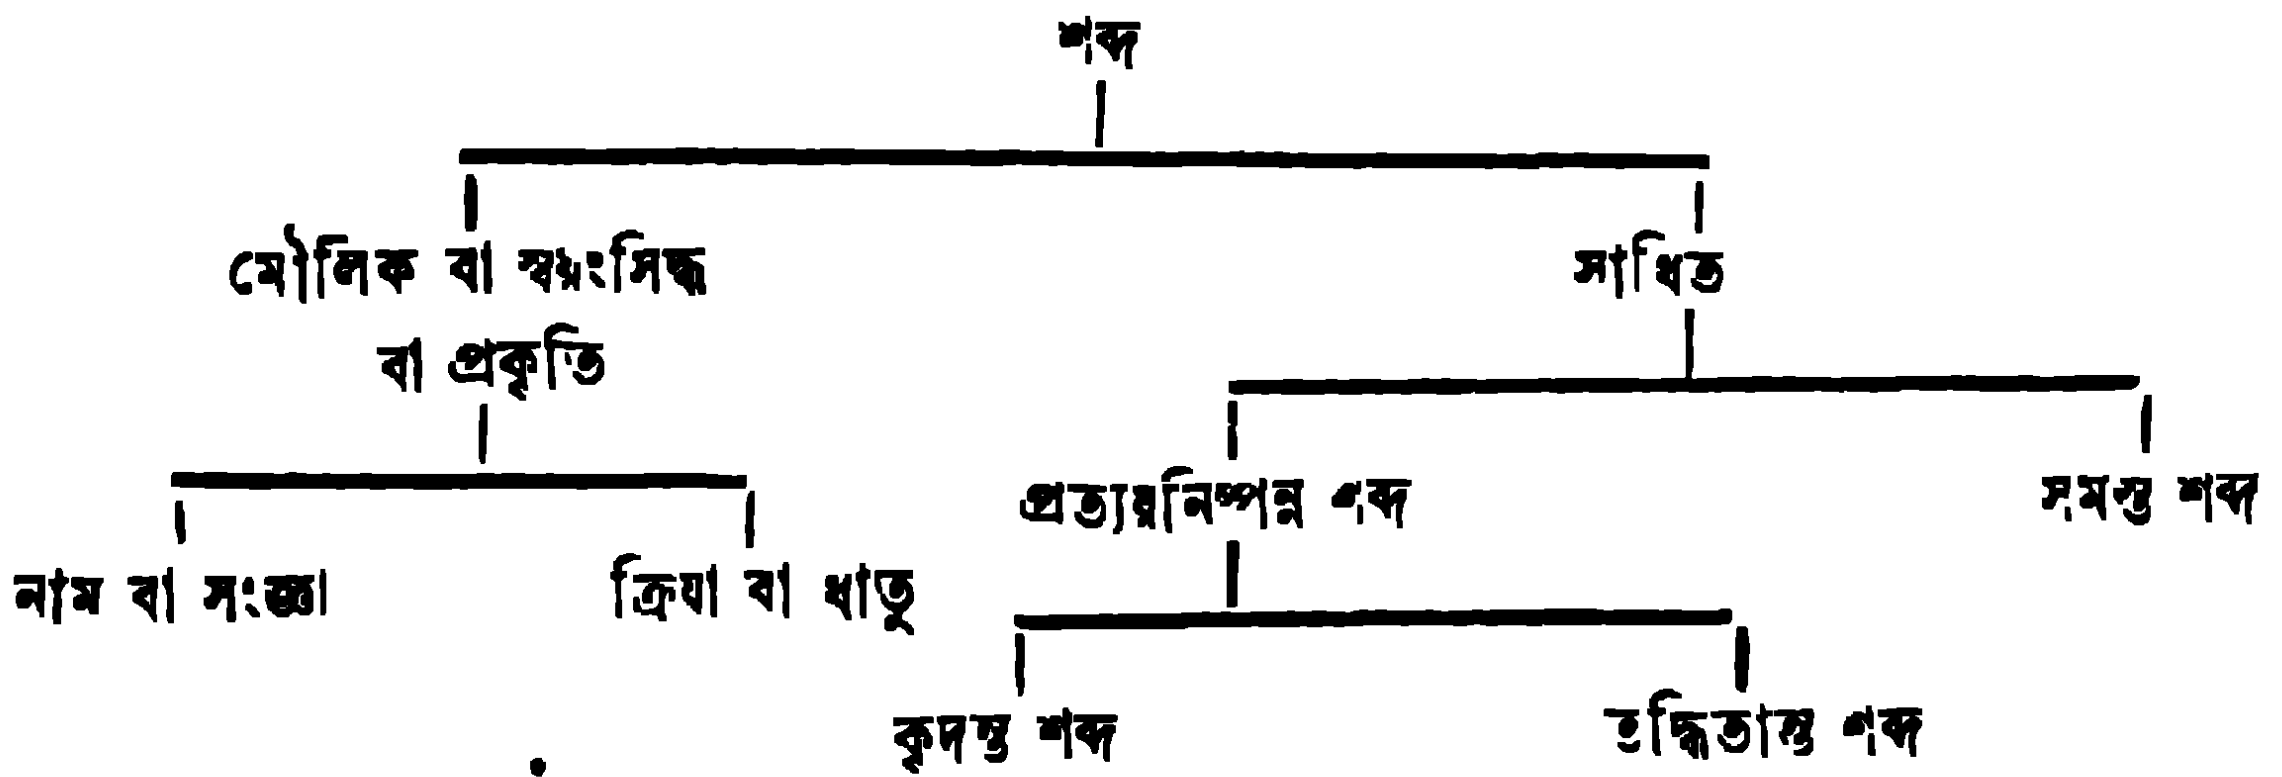 শব্দ
মৌলিক বা স্বয়ংসিদ্ধ
বা প্রকৃতি
সাধিত
নাম বা সংজ্ঞা
ক্রিয়া বা ধাতু
প্রত্যয়নিষ্পন্ন শব্দ
সমস্ত শব্দ
কৃদন্ত শব্দ
তদ্ধিতান্ত শব্দ